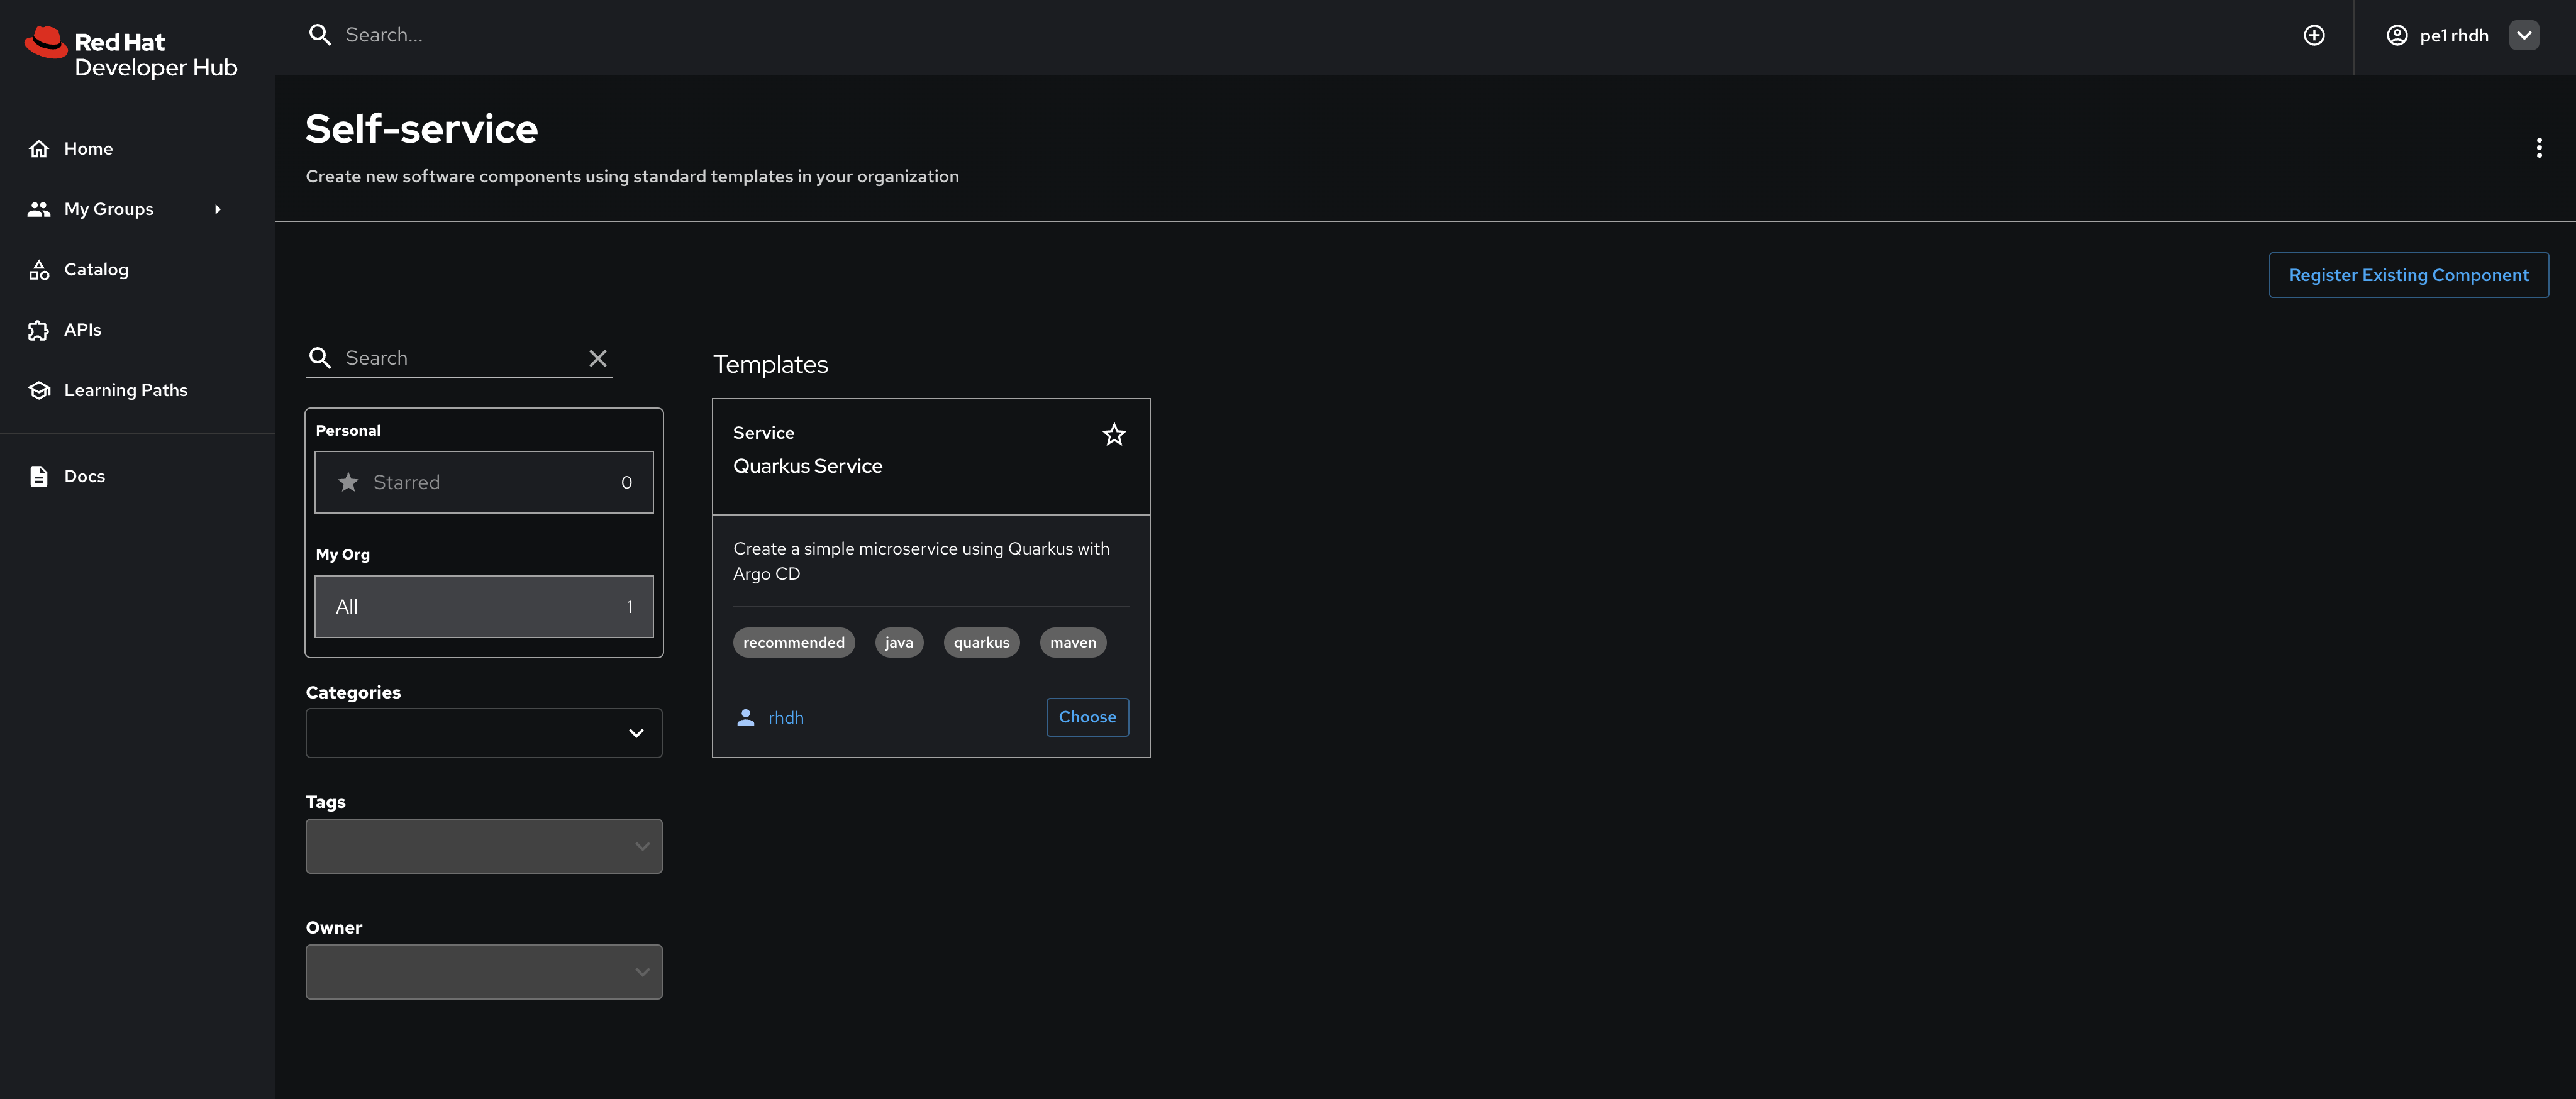 Red Hat
Developer Hub
Search...
pe1 rhdh
Home
My Groups
Catalog
APIs
Learning Paths
Docs
Self-service
Create new software components using standard templates in your organization
Register Existing Component
Search
Personal
Starred 0
My Org
All 1
Categories
Tags
Owner
Templates
Service
Quarkus Service
Create a simple microservice using Quarkus with
Argo CD
recommended java quarkus maven
rhdh
Choose